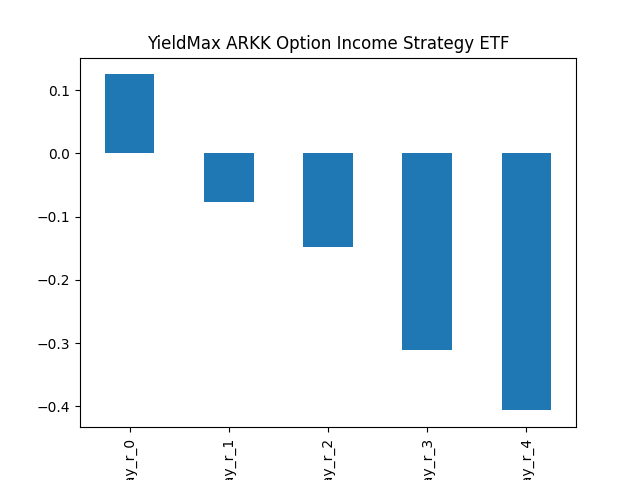 YieldMax ARKK Option Income Strategy ETF
0.1
0.0
−0.1
−0.2
−0.3
−0.4
ay_r_0
ay_r_1
ay_r_2
ay_r_3
ay_r_4